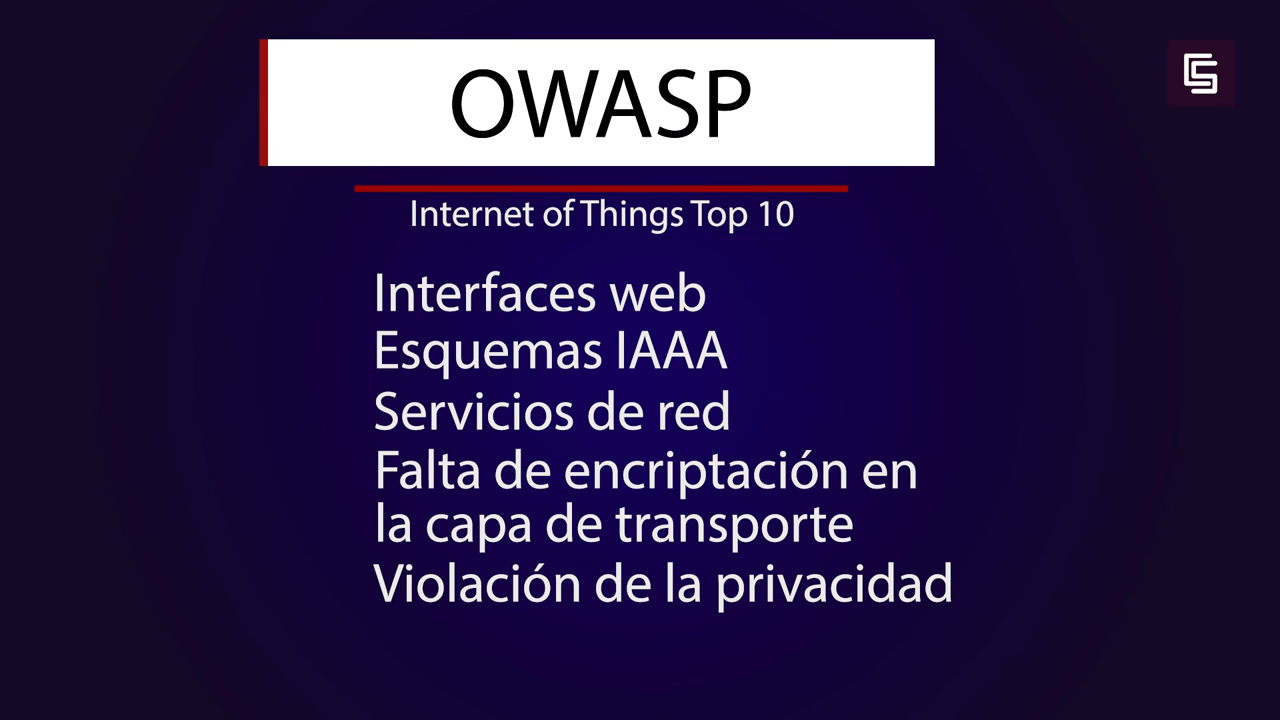 OWASP
Internet of Things Top 10
Interfaces web
Esquemas IAAA
Servicios de red
Falta de encriptación en
la capa de transporte
Violación de la privacidad